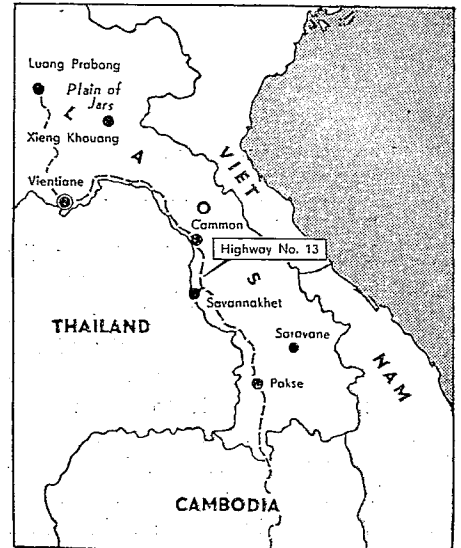 Luang Prabang
Plain of
Jars
Xieng Khouang
Vientiane
LAOS
VIET NAM
Cammon
Highway No. 13
Savannakhet
THAILAND
Saravane
Pakse
CAMBODIA